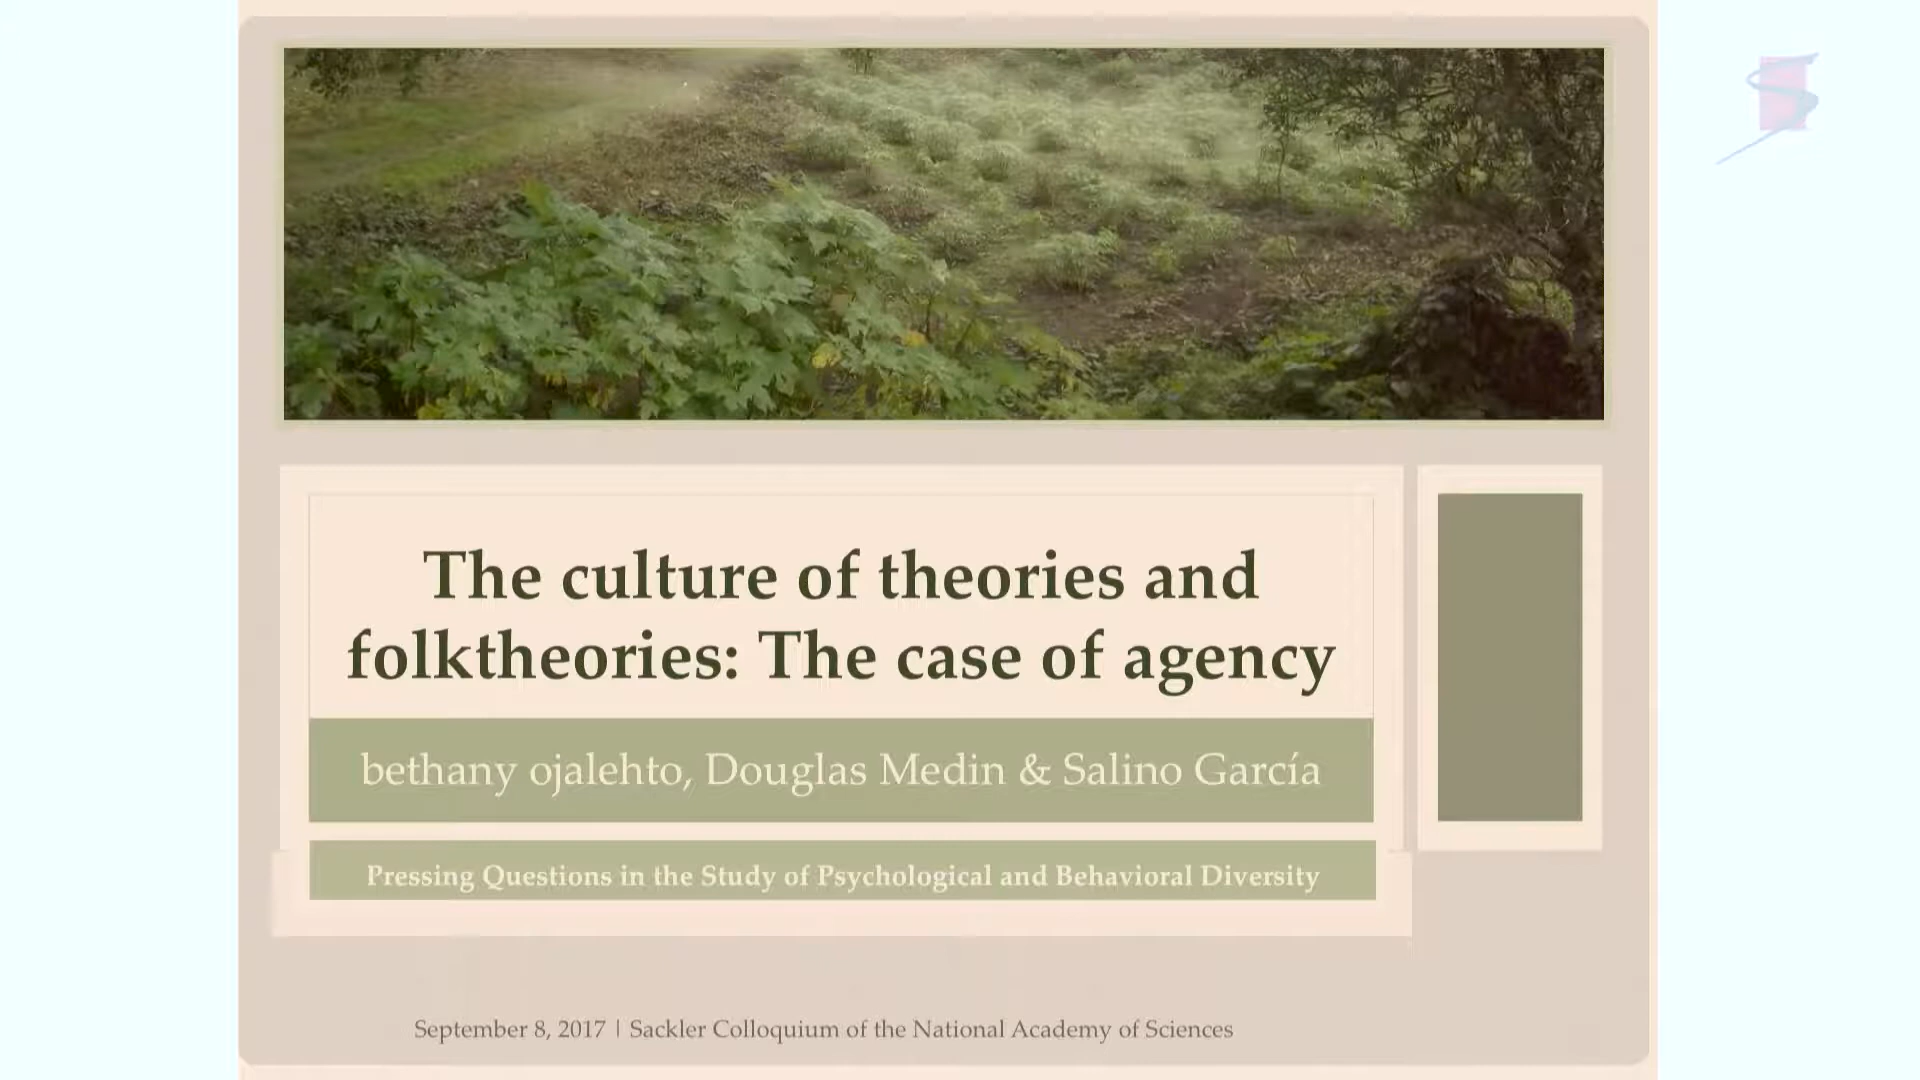 The culture of theories and
folktheories: The case of agency
bethany ojalehto, Douglas Medin & Salino García
Pressing Questions in the Study of Psychological and Behavioral Diversity
September 8, 2017 | Sackler Colloquium of the National Academy of Sciences